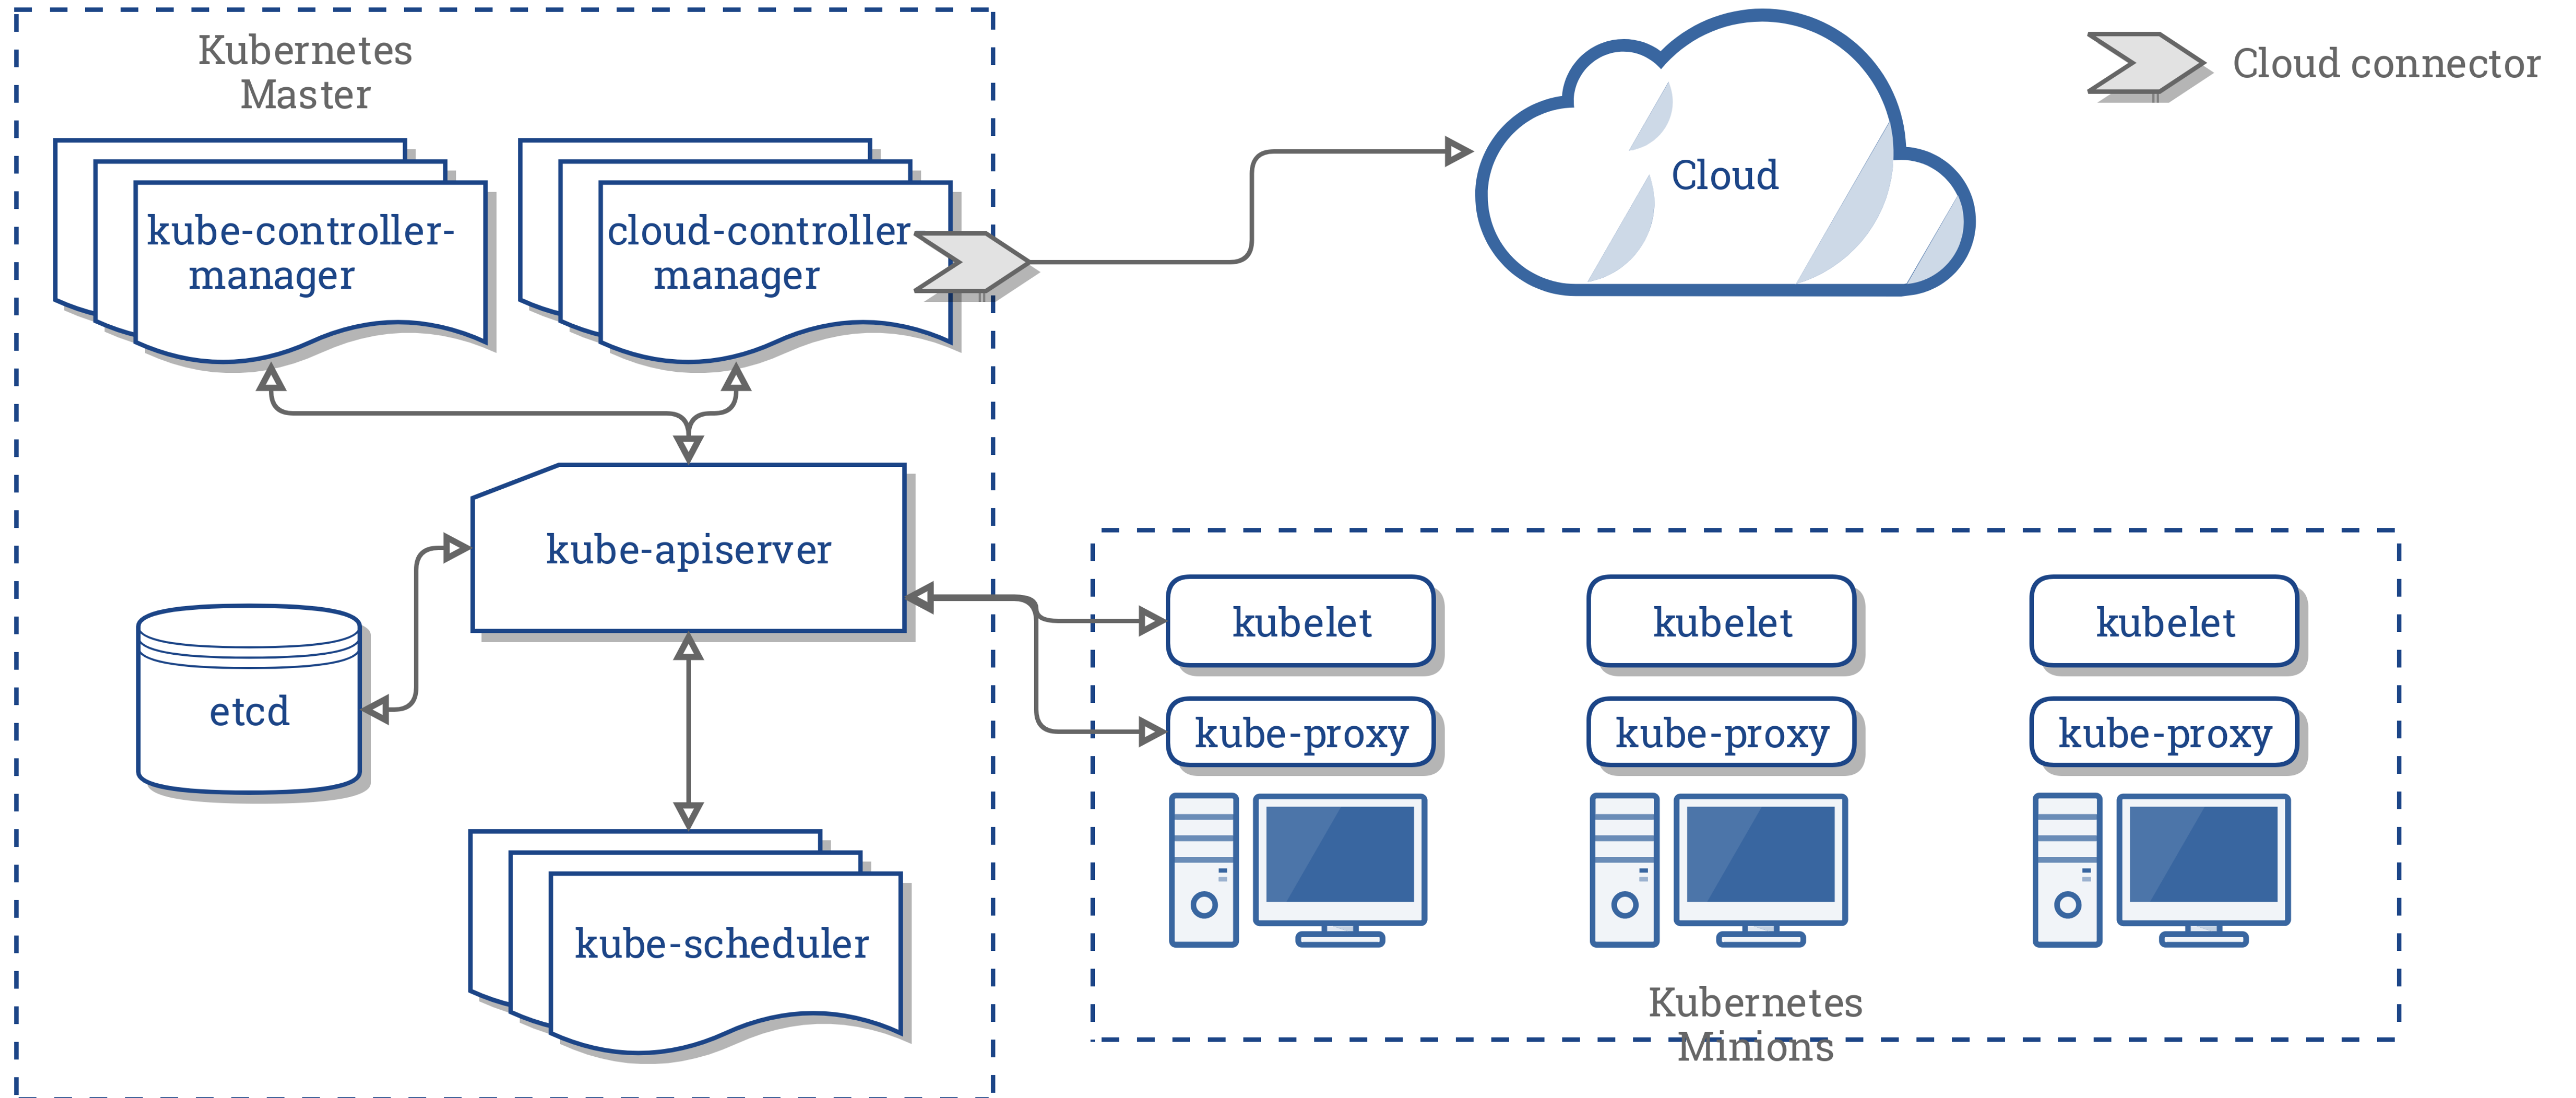 Kubernetes
Master
Cloud connector
Cloud
kube-controller-
manager
cloud-controller
manager
kube-apiserver
etcd
kube-scheduler
kubelet
kubelet
kubelet
kube-proxy
kube-proxy
kube-proxy
Kubernetes
Minions